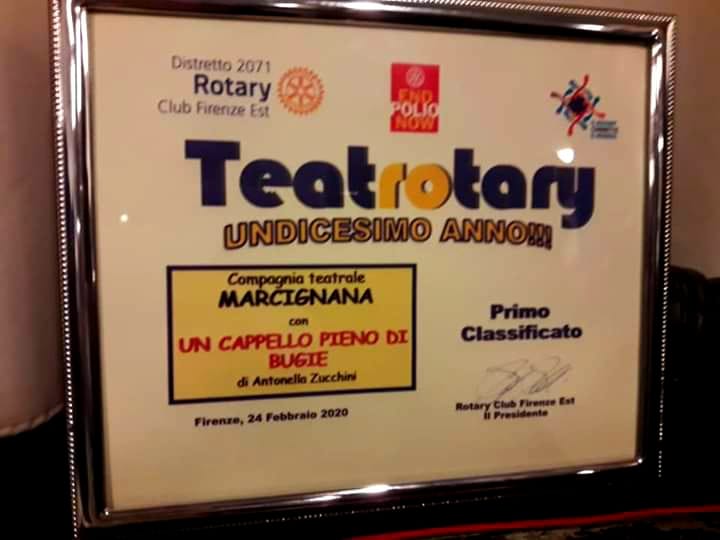 Distretto 2071
Rotary
Club Firenze Est
END
POLIO
NOW
Teatrotary
UNDICESIMO ANNO!!!
Compagnia teatrale
MARCIGNANA
con
UN CAPPELLO PIENO DI
BUGIE
di Antonella Zucchini
Primo
Classificato
Firenze, 24 Febbraio 2020
Rotary Club Firenze Est
Il Presidente